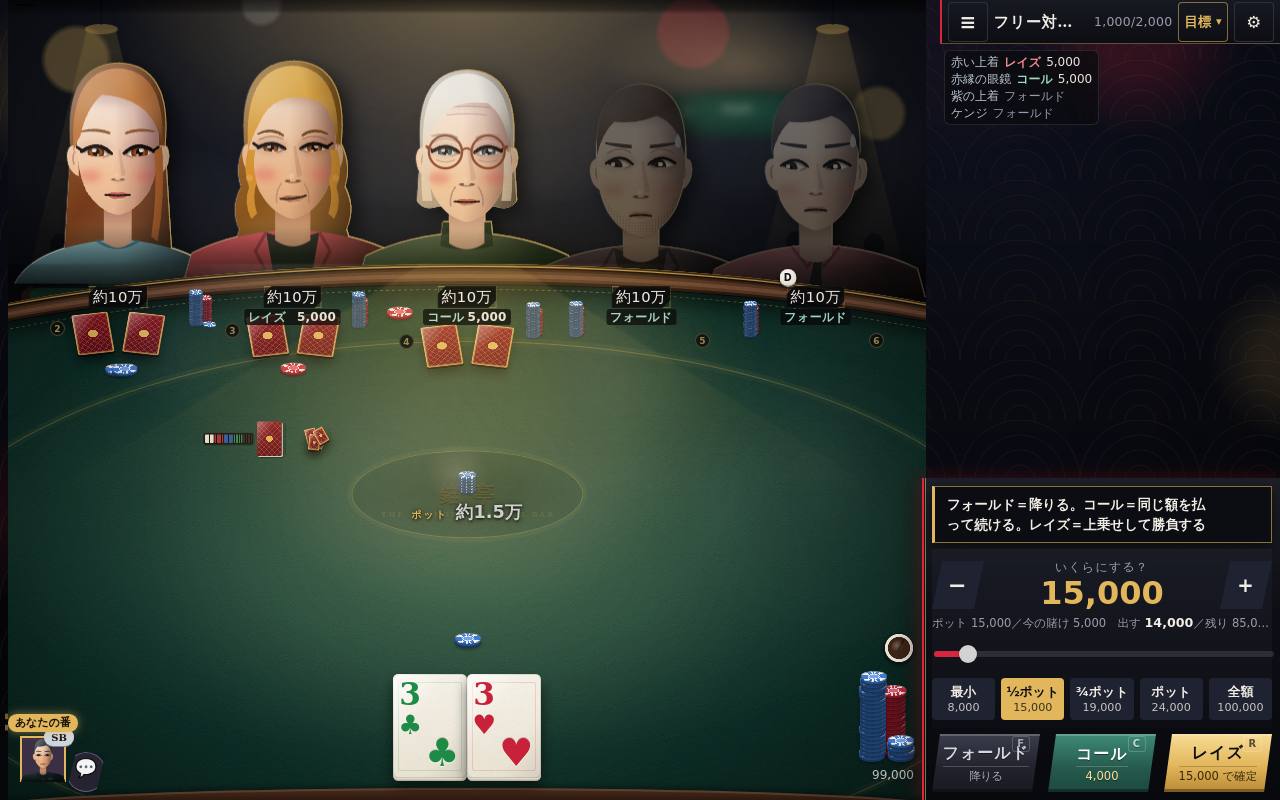 フリー対…
1,000/2,000
目標 ▾
赤い上着 レイズ 5,000
赤縁の眼鏡 コール 5,000
紫の上着 フォールド
ケンジ フォールド
D
約10万
約10万
約10万
約10万
約10万
レイズ 5,000
コール 5,000
フォールド
フォールド
2
3
4
5
6
ポット 約1.5万
フォールド＝降りる。コール＝同じ額を払
って続ける。レイズ＝上乗せして勝負する
いくらにする？
− 15,000 +
ポット 15,000／今の賭け 5,000 出す 14,000／残り 85,0…
最小 ½ポット ¾ポット ポット 全額
8,000 15,000 19,000 24,000 100,000
フォールド F
降りる
コール C
4,000
レイズ R
15,000 で確定
3
3
あなたの番
SB
99,000